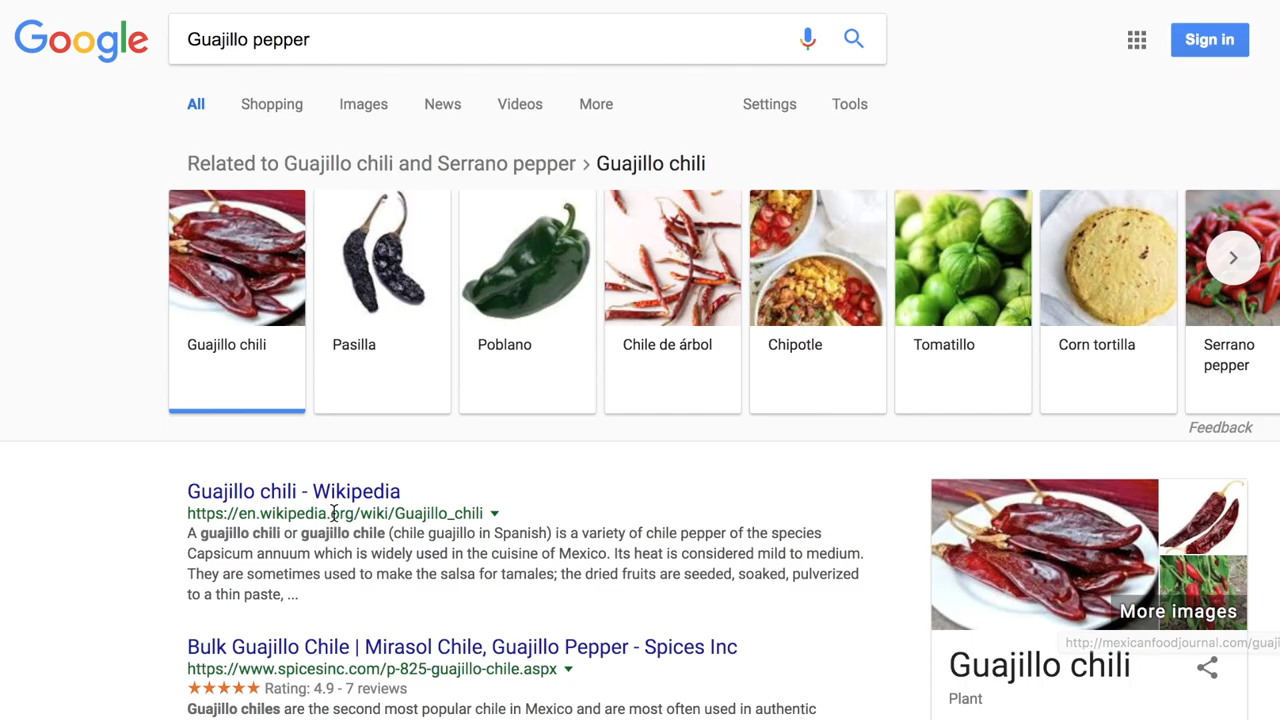 Google
Guajillo pepper
Sign in
All Shopping Images News Videos More Settings Tools
Related to Guajillo chili and Serrano pepper › Guajillo chili
Guajillo chili
Pasilla
Poblano
Chile de árbol
Chipotle
Tomatillo
Corn tortilla
Serrano
pepper
Feedback
Guajillo chili - Wikipedia
https://en.wikipedia.org/wiki/Guajillo_chili
A guajillo chili or guajillo chile (chile guajillo in Spanish) is a variety of chile pepper of the species
Capsicum annuum which is widely used in the cuisine of Mexico. Its heat is considered mild to medium.
They are sometimes used to make the salsa for tamales; the dried fruits are seeded, soaked, pulverized
to a thin paste, ...
Bulk Guajillo Chile | Mirasol Chile, Guajillo Pepper - Spices Inc
https://www.spicesinc.com/p-825-guajillo-chile.aspx
Rating: 4.9 - 7 reviews
Guajillo chiles are the second most popular chile in Mexico and are most often used in authentic
More images
http://mexicanfoodjournal.com/guaji
Guajillo chili
Plant